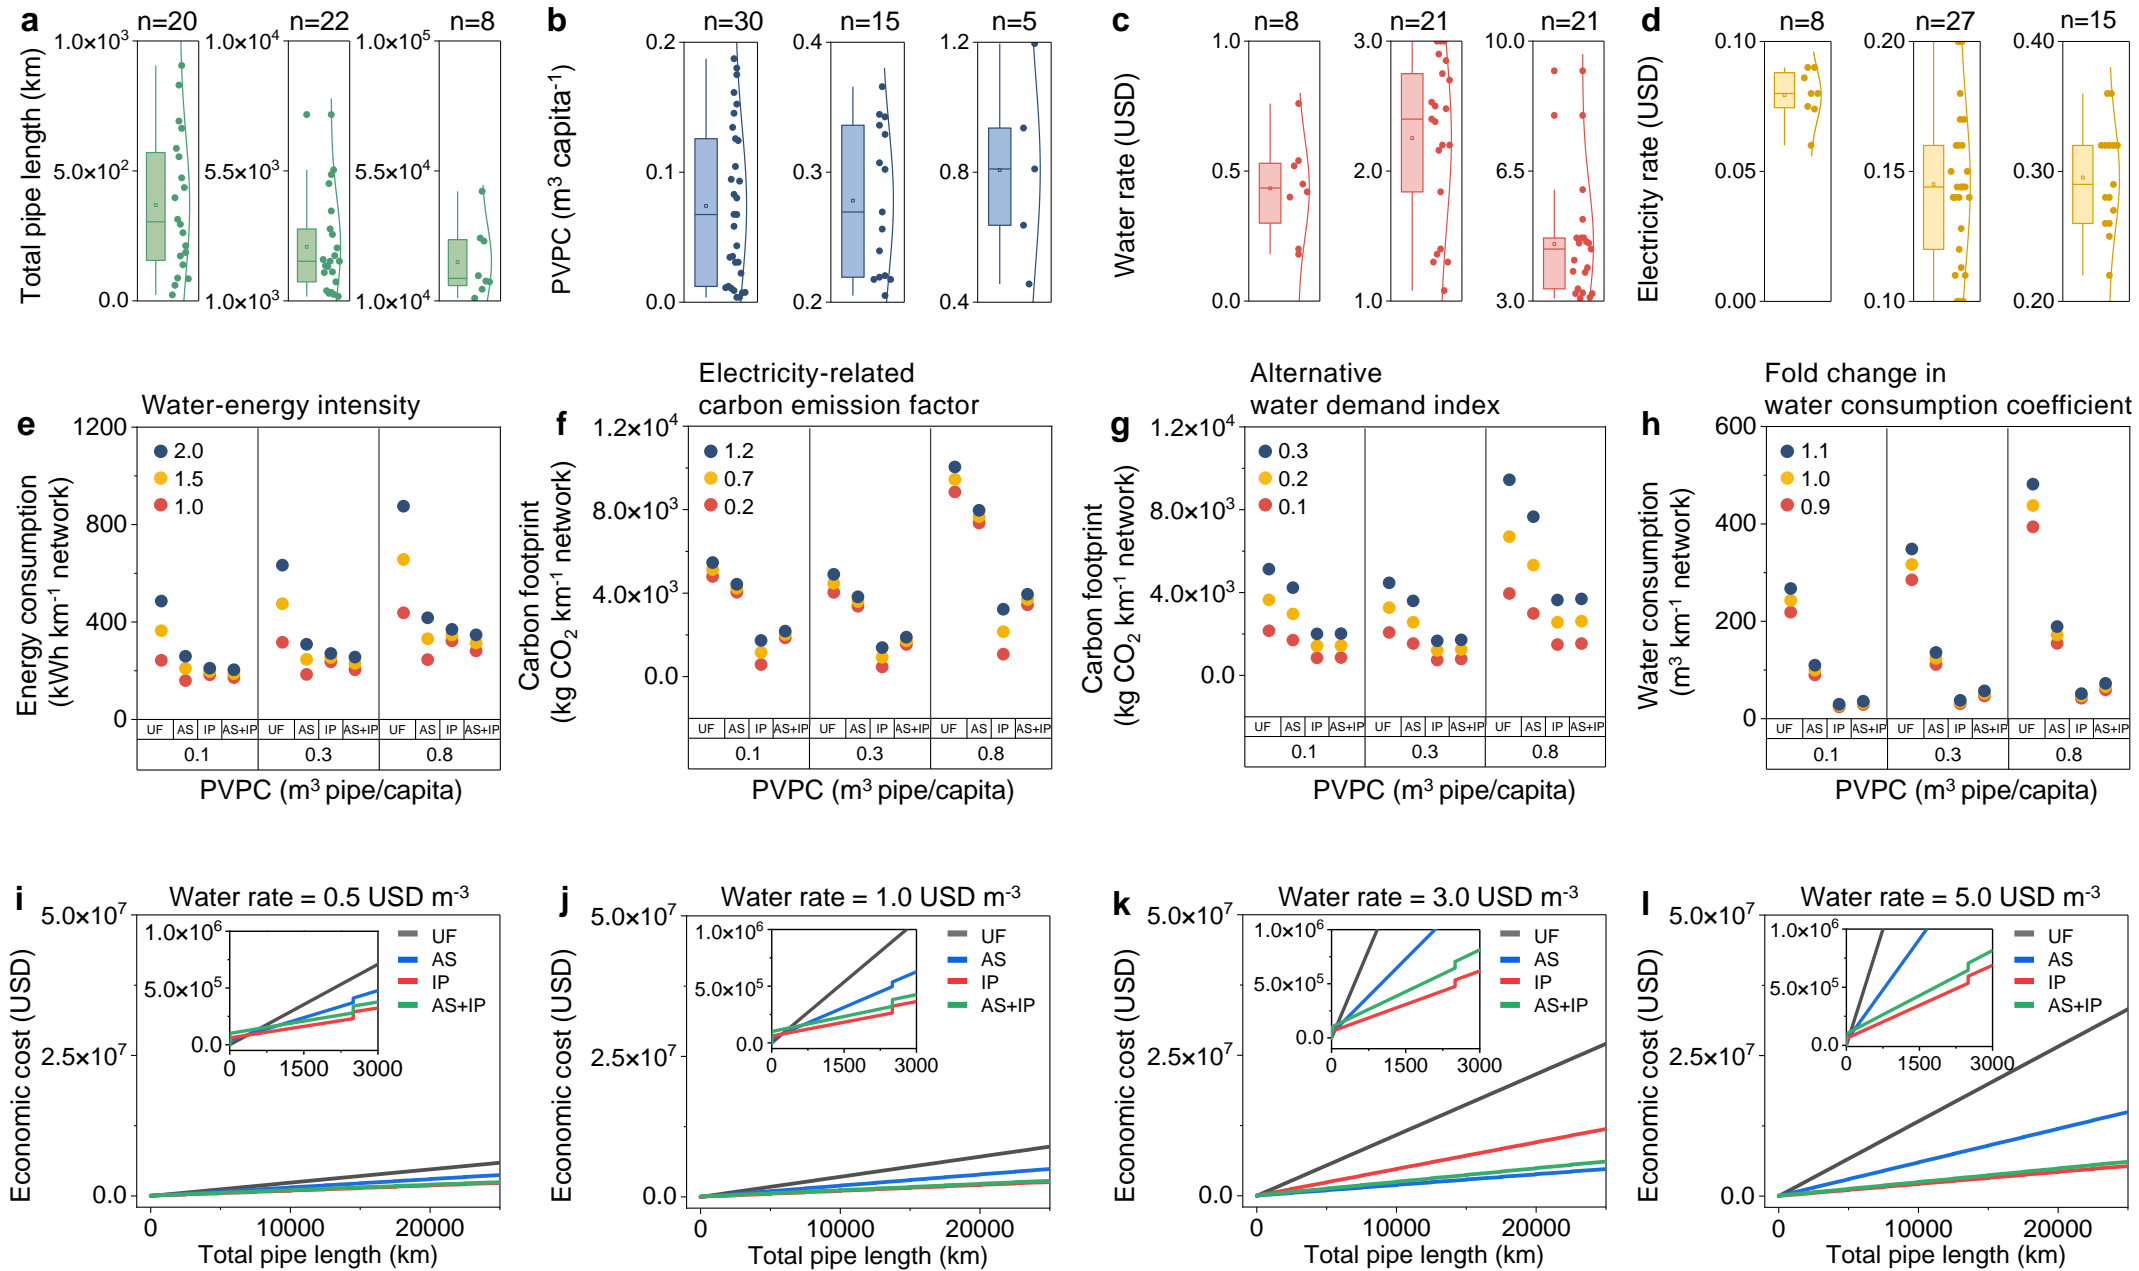 a n=20 n=22 n=8
Total pipe length (km)
1.0×10³ 5.0×10² 0.0
1.0×10⁴ 5.5×10³ 1.0×10³
1.0×10⁵ 5.5×10⁴ 1.0×10⁴
b n=30 n=15 n=5
PVPC (m³ capita⁻¹)
0.2 0.1 0.0
0.4 0.3 0.2
1.2 0.8 0.4
c n=8 n=21 n=21
Water rate (USD)
1.0 0.5 0.0
3.0 2.0 1.0
10.0 6.5 3.0
d n=8 n=27 n=15
Electricity rate (USD)
0.10 0.05 0.00
0.20 0.15 0.10
0.40 0.30 0.20
e
Water-energy intensity
Energy consumption
(kWh km⁻¹ network)
1200 800 400 0
2.0
1.5
1.0
UF AS IP AS+IP UF AS IP AS+IP UF AS IP AS+IP
0.1 0.3 0.8
PVPC (m³ pipe/capita)
f
Electricity-related
carbon emission factor
Carbon footprint
(kg CO₂ km⁻¹ network)
1.2×10⁴ 8.0×10³ 4.0×10³ 0.0
1.2
0.7
0.2
UF AS IP AS+IP UF AS IP AS+IP UF AS IP AS+IP
0.1 0.3 0.8
PVPC (m³ pipe/capita)
g
Alternative
water demand index
Carbon footprint
(kg CO₂ km⁻¹ network)
1.2×10⁴ 8.0×10³ 4.0×10³ 0.0
0.3
0.2
0.1
UF AS IP AS+IP UF AS IP AS+IP UF AS IP AS+IP
0.1 0.3 0.8
PVPC (m³ pipe/capita)
h
Fold change in
water consumption coefficient
Water consumption
(m³ km⁻¹ network)
600 400 200 0
1.1
1.0
0.9
UF AS IP AS+IP UF AS IP AS+IP UF AS IP AS+IP
0.1 0.3 0.8
PVPC (m³ pipe/capita)
i
Water rate = 0.5 USD m⁻³
Economic cost (USD)
5.0×10⁷ 2.5×10⁷ 0.0
1.0×10⁶ 5.0×10⁵ 0.0
0 1500 3000
UF
AS
IP
AS+IP
0 10000 20000
Total pipe length (km)
j
Water rate = 1.0 USD m⁻³
Economic cost (USD)
5.0×10⁷ 2.5×10⁷ 0.0
1.0×10⁶ 5.0×10⁵ 0.0
0 1500 3000
UF
AS
IP
AS+IP
0 10000 20000
Total pipe length (km)
k
Water rate = 3.0 USD m⁻³
Economic cost (USD)
5.0×10⁷ 2.5×10⁷ 0.0
1.0×10⁶ 5.0×10⁵ 0.0
0 1500 3000
UF
AS
IP
AS+IP
0 10000 20000
Total pipe length (km)
l
Water rate = 5.0 USD m⁻³
Economic cost (USD)
5.0×10⁷ 2.5×10⁷ 0.0
1.0×10⁶ 5.0×10⁵ 0.0
0 1500 3000
UF
AS
IP
AS+IP
0 10000 20000
Total pipe length (km)